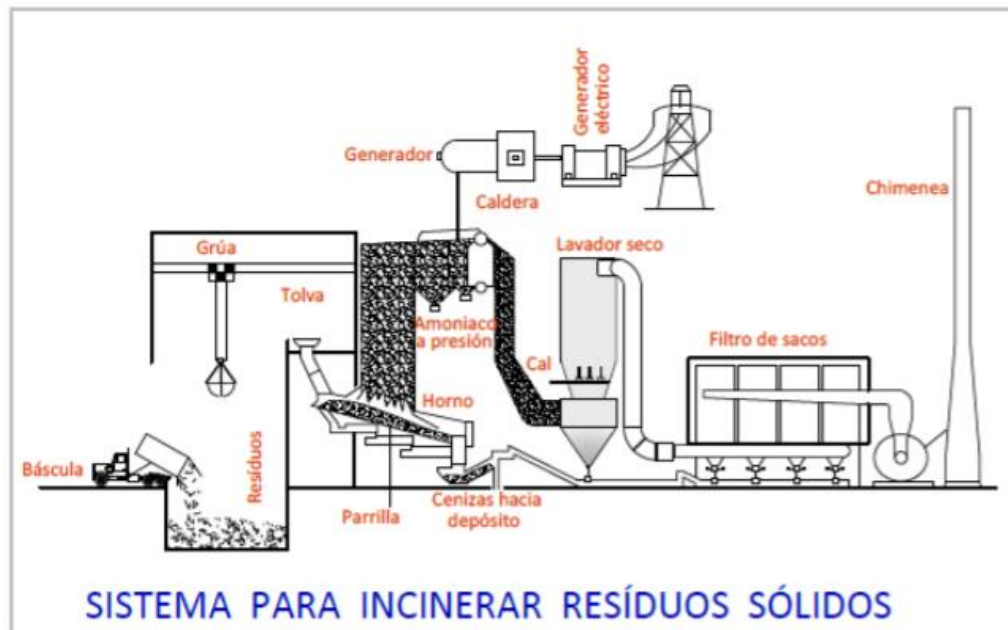 Generador
eléctrico
Generador
Caldera
Chimenea
Grúa
Lavador seco
Tolva
Amoniaco
a presión
Filtro de sacos
Cal
Horno
Báscula
Resíduos
Parrilla
Cenizas hacia
depósito
SISTEMA PARA INCINERAR RESÍDUOS SÓLIDOS